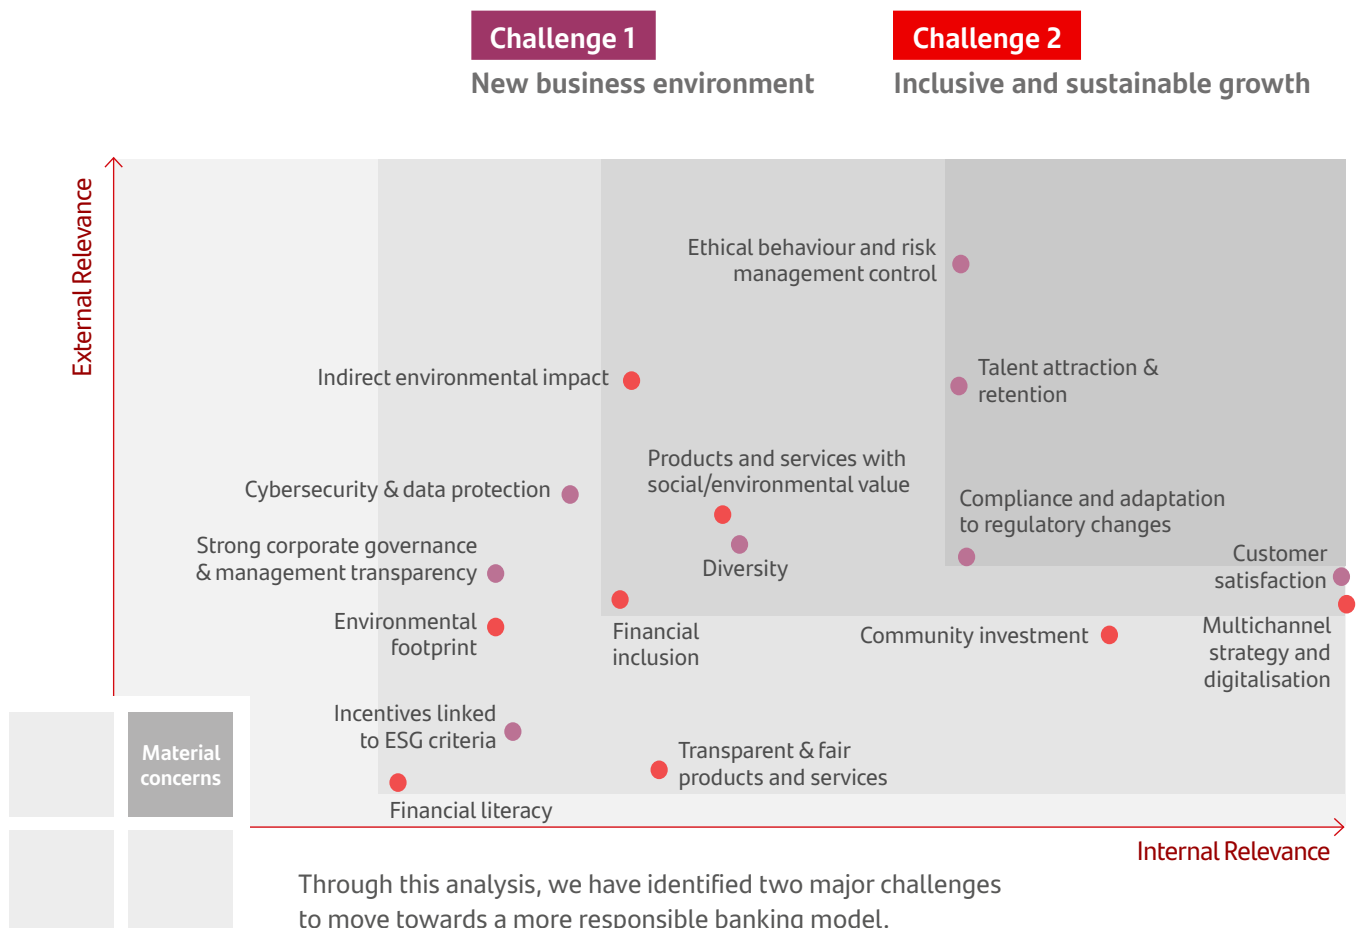 Challenge 1
New business environment
Challenge 2
Inclusive and sustainable growth
External Relevance
Ethical behaviour and risk
management control
Indirect environmental impact
Talent attraction &
retention
Products and services with
social/environmental value
Cybersecurity & data protection
Compliance and adaptation
to regulatory changes
Strong corporate governance
& management transparency
Diversity
Customer
satisfaction
Environmental
footprint
Financial
inclusion
Community investment
Multichannel
strategy and
digitalisation
Incentives linked
to ESG criteria
Transparent & fair
products and services
Material
concerns
Financial literacy
Internal Relevance
Through this analysis, we have identified two major challenges
to move towards a more responsible banking model.